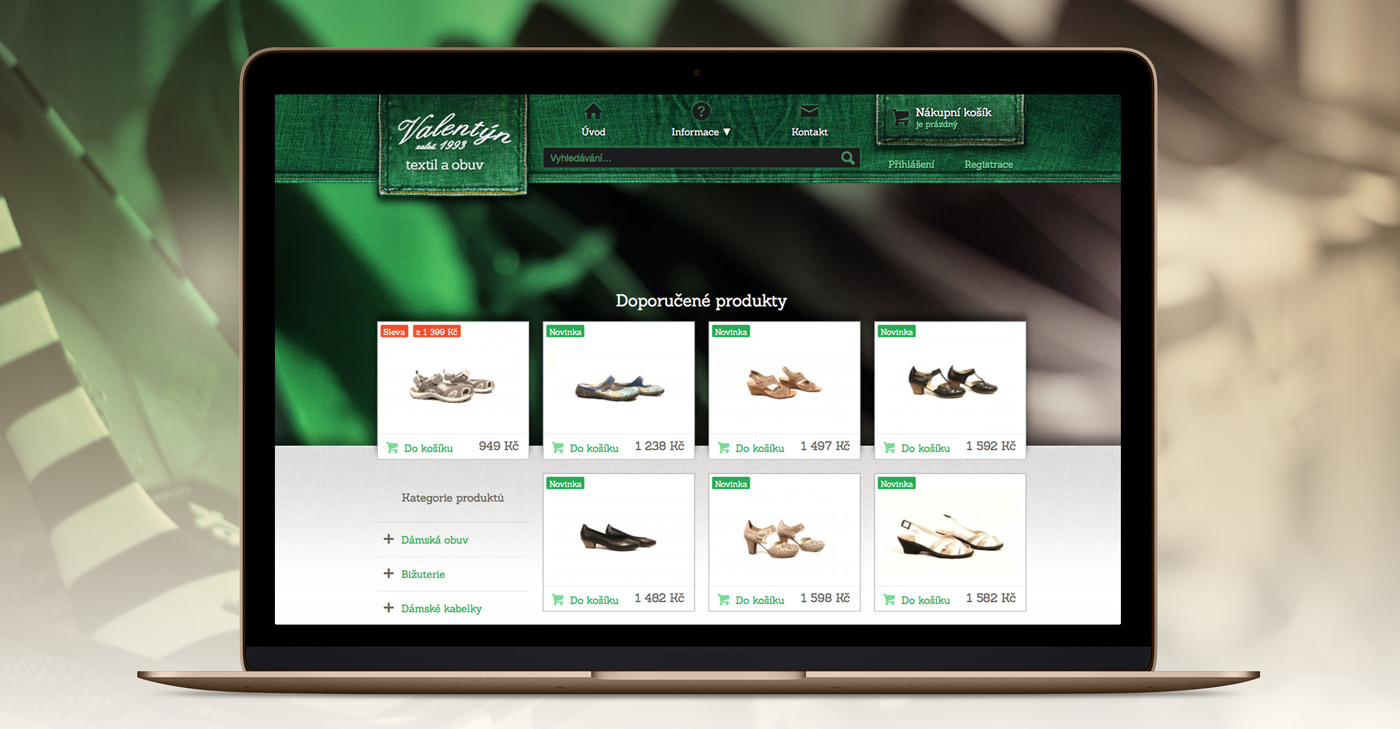 Valentýn
založ. 1993
textil a obuv
Úvod
Informace ▼
Kontakt
Nákupní košík
je prázdný
Vyhledávání...
Přihlášení
Registrace
Doporučené produkty
Sleva z 1 399 Kč
Novinka
Novinka
Novinka
Do košíku 949 Kč
Do košíku 1 238 Kč
Do košíku 1 497 Kč
Do košíku 1 592 Kč
Kategorie produktů
+ Dámská obuv
+ Bižuterie
+ Dámské kabelky
Novinka
Novinka
Novinka
Do košíku 1 482 Kč
Do košíku 1 598 Kč
Do košíku 1 582 Kč